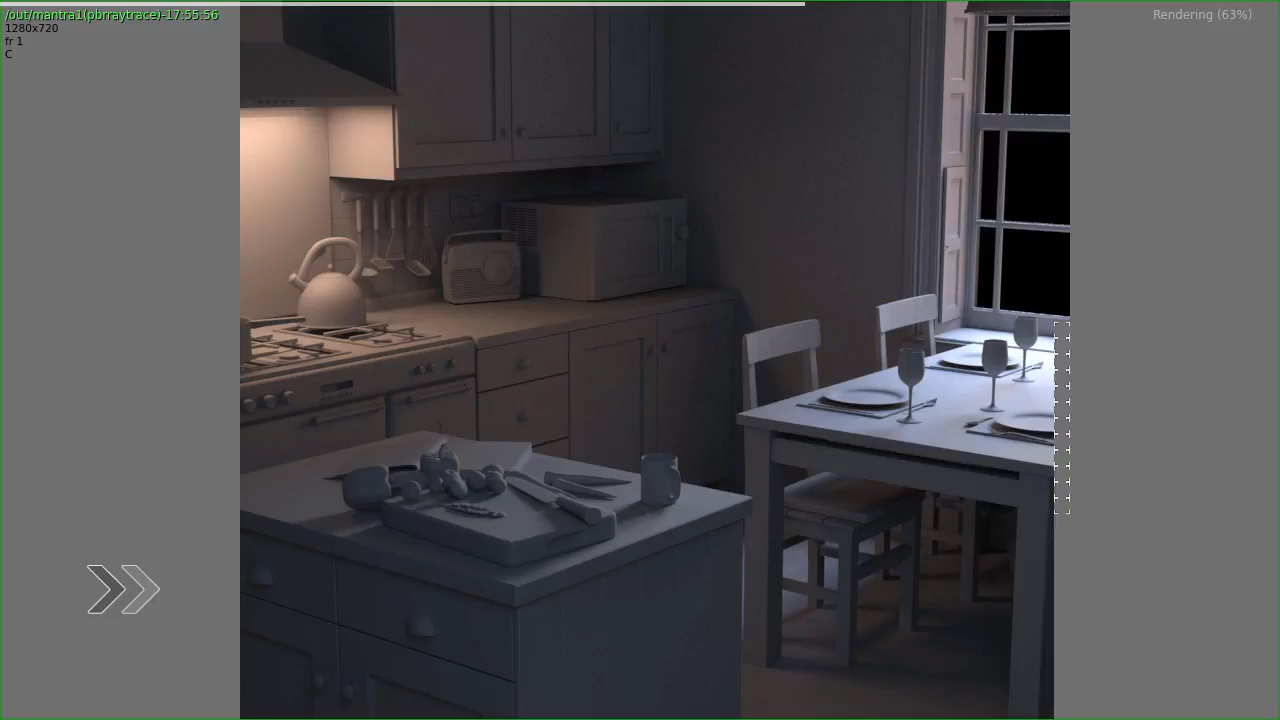 /out/mantra1(pbrraytrace)-17:55:56
Rendering (63%)
1280x720
fr 1
C